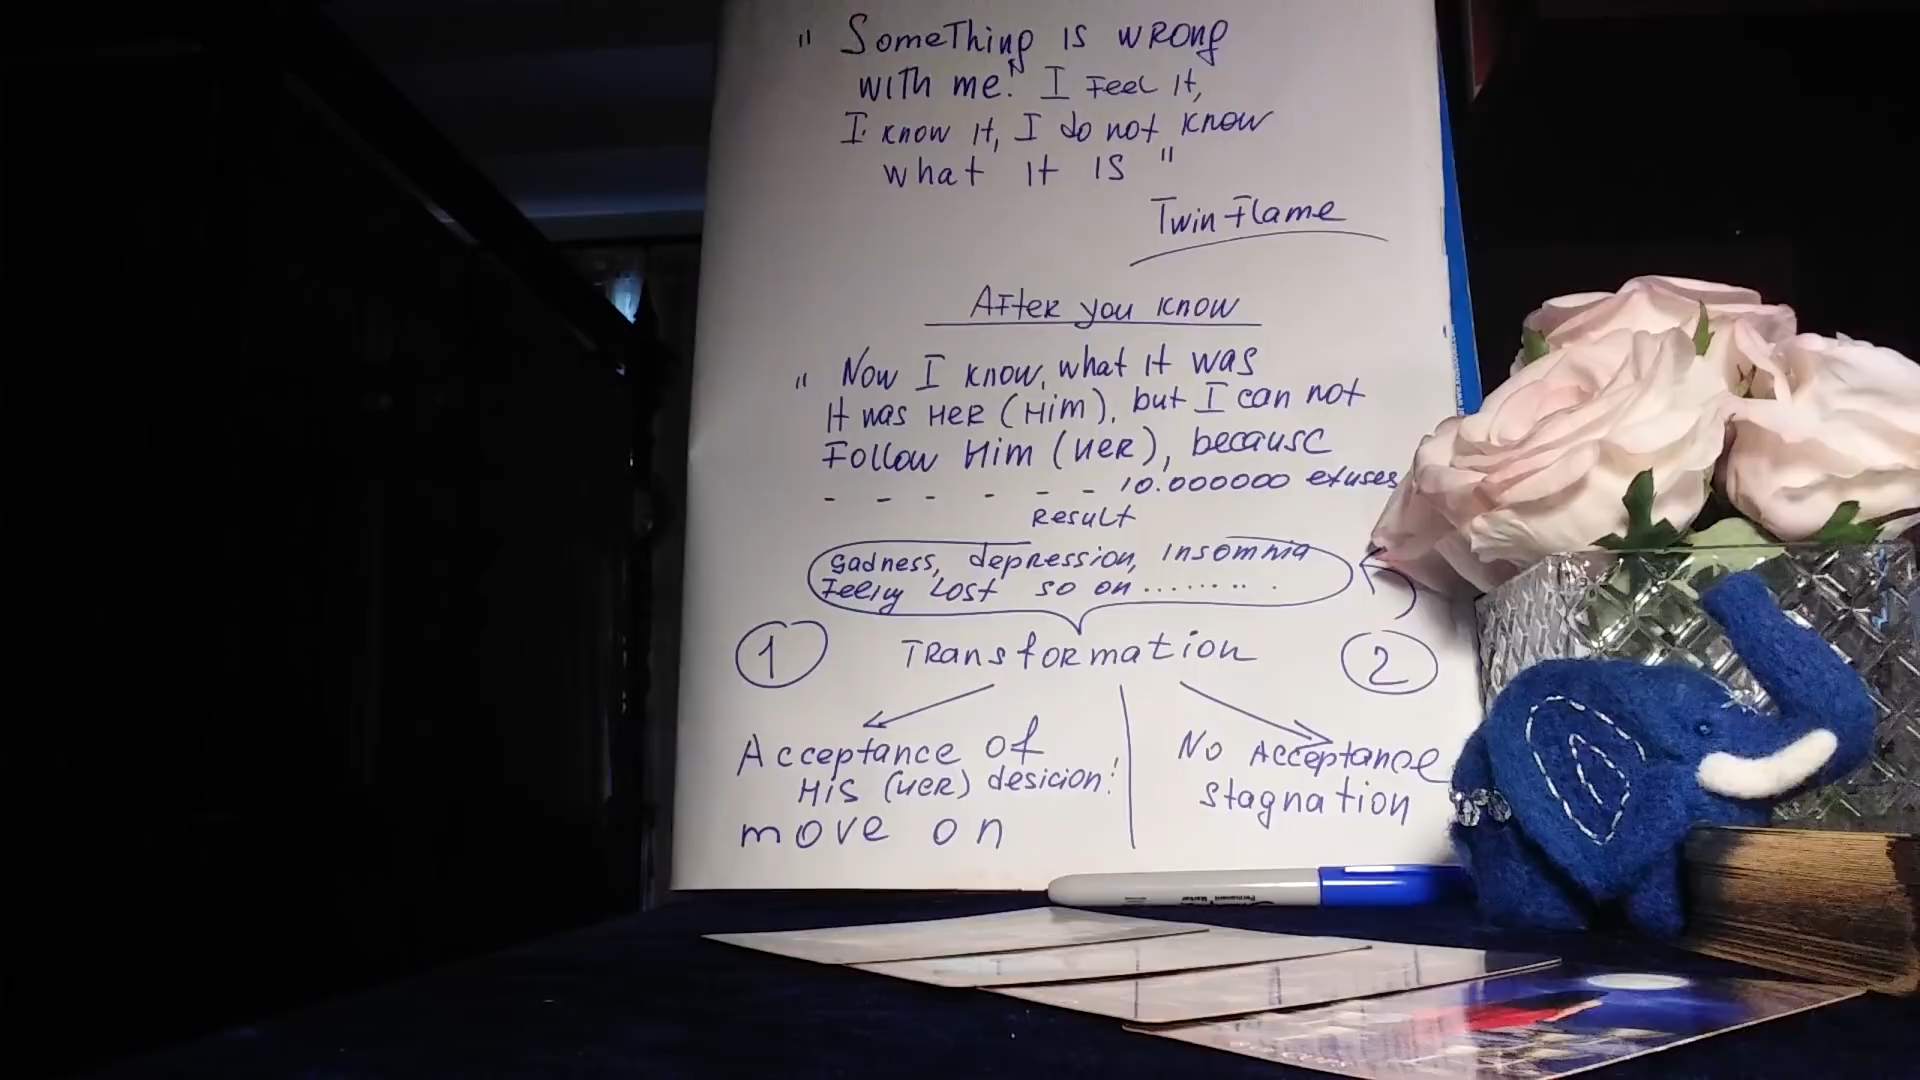 " Something is wrong
with me! I feel it,
I know it, I do not know
what it is "
Twin Flame
After you know
" Now I know, what it was
It was Her (Him), but I can not
Follow Him (Her), because
- - - - - - 10.000000 exuses
Result
sadness, depression, insomnia
Feeling Lost so on .........
1 Transformation 2
Acceptance of
His (Her) desicion!
move on
No Acceptance
stagnation
Permanent
Marker